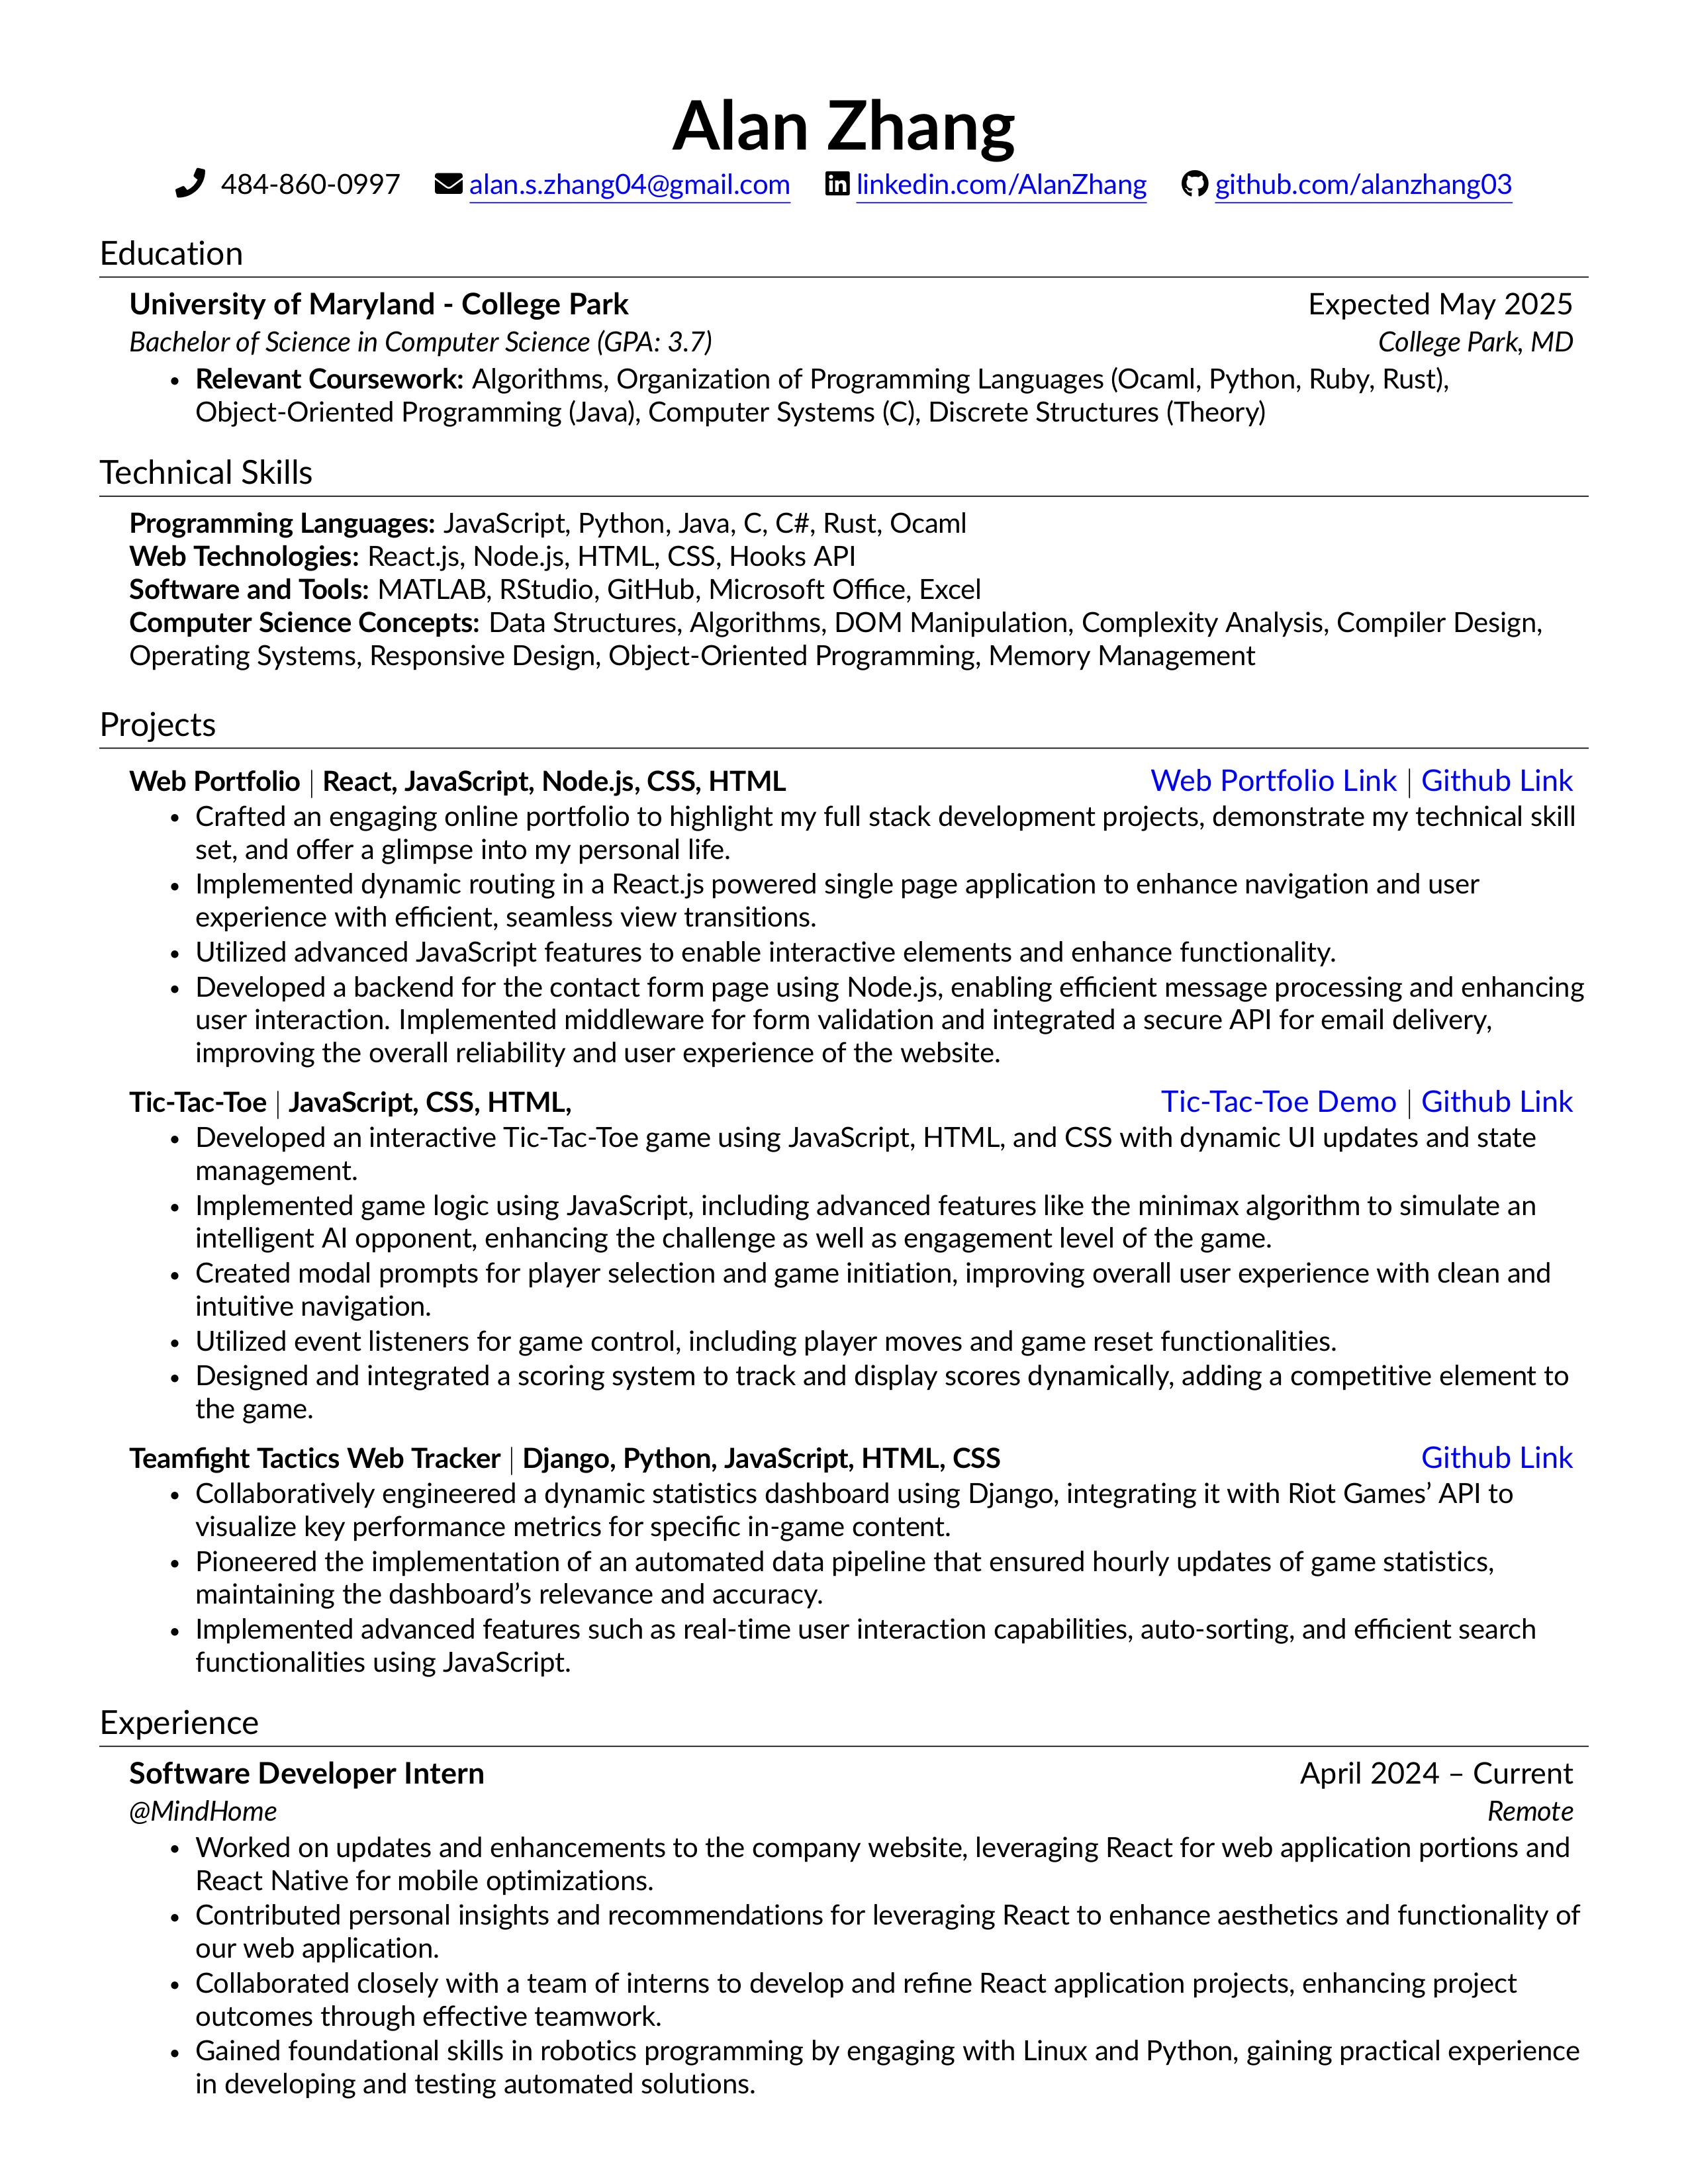 Alan Zhang
484-860-0997 alan.s.zhang04@gmail.com linkedin.com/AlanZhang github.com/alanzhang03
Education
University of Maryland - College Park Expected May 2025
Bachelor of Science in Computer Science (GPA: 3.7) College Park, MD
• Relevant Coursework: Algorithms, Organization of Programming Languages (Ocaml, Python, Ruby, Rust),
Object-Oriented Programming (Java), Computer Systems (C), Discrete Structures (Theory)
Technical Skills
Programming Languages: JavaScript, Python, Java, C, C#, Rust, Ocaml
Web Technologies: React.js, Node.js, HTML, CSS, Hooks API
Software and Tools: MATLAB, RStudio, GitHub, Microsoft Office, Excel
Computer Science Concepts: Data Structures, Algorithms, DOM Manipulation, Complexity Analysis, Compiler Design,
Operating Systems, Responsive Design, Object-Oriented Programming, Memory Management
Projects
Web Portfolio | React, JavaScript, Node.js, CSS, HTML Web Portfolio Link | Github Link
• Crafted an engaging online portfolio to highlight my full stack development projects, demonstrate my technical skill
set, and offer a glimpse into my personal life.
• Implemented dynamic routing in a React.js powered single page application to enhance navigation and user
experience with efficient, seamless view transitions.
• Utilized advanced JavaScript features to enable interactive elements and enhance functionality.
• Developed a backend for the contact form page using Node.js, enabling efficient message processing and enhancing
user interaction. Implemented middleware for form validation and integrated a secure API for email delivery,
improving the overall reliability and user experience of the website.
Tic-Tac-Toe | JavaScript, CSS, HTML, Tic-Tac-Toe Demo | Github Link
• Developed an interactive Tic-Tac-Toe game using JavaScript, HTML, and CSS with dynamic UI updates and state
management.
• Implemented game logic using JavaScript, including advanced features like the minimax algorithm to simulate an
intelligent AI opponent, enhancing the challenge as well as engagement level of the game.
• Created modal prompts for player selection and game initiation, improving overall user experience with clean and
intuitive navigation.
• Utilized event listeners for game control, including player moves and game reset functionalities.
• Designed and integrated a scoring system to track and display scores dynamically, adding a competitive element to
the game.
Teamfight Tactics Web Tracker | Django, Python, JavaScript, HTML, CSS Github Link
• Collaboratively engineered a dynamic statistics dashboard using Django, integrating it with Riot Games’ API to
visualize key performance metrics for specific in-game content.
• Pioneered the implementation of an automated data pipeline that ensured hourly updates of game statistics,
maintaining the dashboard’s relevance and accuracy.
• Implemented advanced features such as real-time user interaction capabilities, auto-sorting, and efficient search
functionalities using JavaScript.
Experience
Software Developer Intern April 2024 – Current
@MindHome Remote
• Worked on updates and enhancements to the company website, leveraging React for web application portions and
React Native for mobile optimizations.
• Contributed personal insights and recommendations for leveraging React to enhance aesthetics and functionality of
our web application.
• Collaborated closely with a team of interns to develop and refine React application projects, enhancing project
outcomes through effective teamwork.
• Gained foundational skills in robotics programming by engaging with Linux and Python, gaining practical experience
in developing and testing automated solutions.